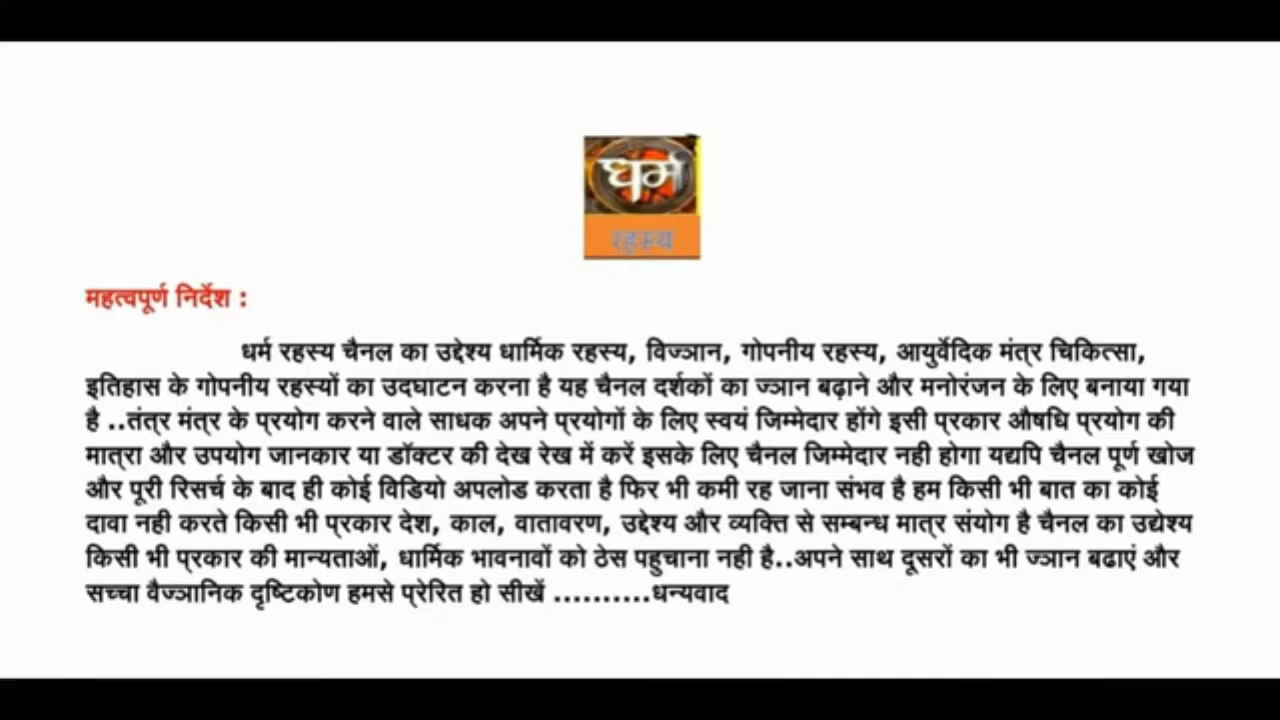 धर्म
रहस्य
महत्वपूर्ण निर्देश :
धर्म रहस्य चैनल का उद्देश्य धार्मिक रहस्य, विज्ञान, गोपनीय रहस्य, आयुर्वेदिक मंत्र चिकित्सा,
इतिहास के गोपनीय रहस्यों का उदघाटन करना है यह चैनल दर्शकों का ज्ञान बढ़ाने और मनोरंजन के लिए बनाया गया
है ..तंत्र मंत्र के प्रयोग करने वाले साधक अपने प्रयोगों के लिए स्वयं जिम्मेदार होंगे इसी प्रकार औषधि प्रयोग की
मात्रा और उपयोग जानकार या डॉक्टर की देख रेख में करें इसके लिए चैनल जिम्मेदार नही होगा यद्यपि चैनल पूर्ण खोज
और पूरी रिसर्च के बाद ही कोई विडियो अपलोड करता है फिर भी कमी रह जाना संभव है हम किसी भी बात का कोई
दावा नही करते किसी भी प्रकार देश, काल, वातावरण, उद्देश्य और व्यक्ति से सम्बन्ध मात्र संयोग है चैनल का उद्येश्य
किसी भी प्रकार की मान्यताओं, धार्मिक भावनावों को ठेस पहुचाना नही है..अपने साथ दूसरों का भी ज्ञान बढाएं और
सच्चा वैज्ञानिक दृष्टिकोण हमसे प्रेरित हो सीखें ..........धन्यवाद